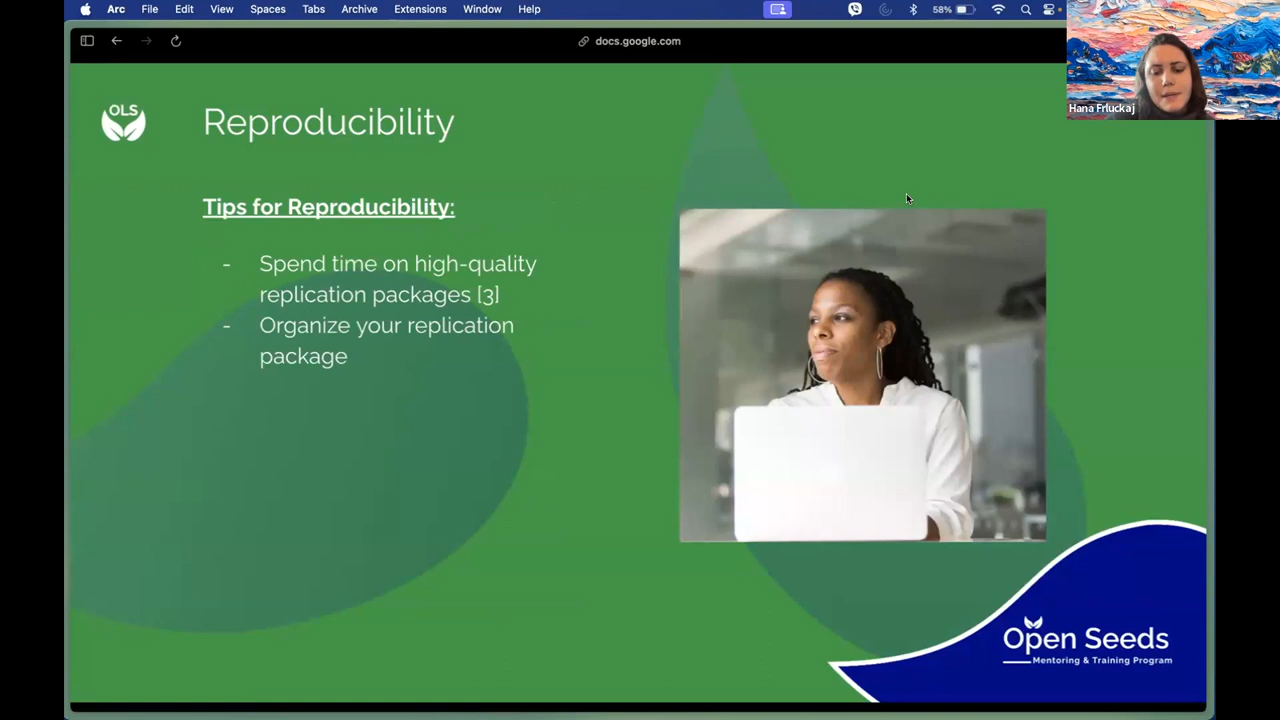 Arc File Edit View Spaces Tabs Archive Extensions Window Help 58%
docs.google.com
Hana Frluckaj
OLS
Reproducibility
Tips for Reproducibility:
- Spend time on high-quality
replication packages [3]
- Organize your replication
package
Open Seeds
Mentoring & Training Program